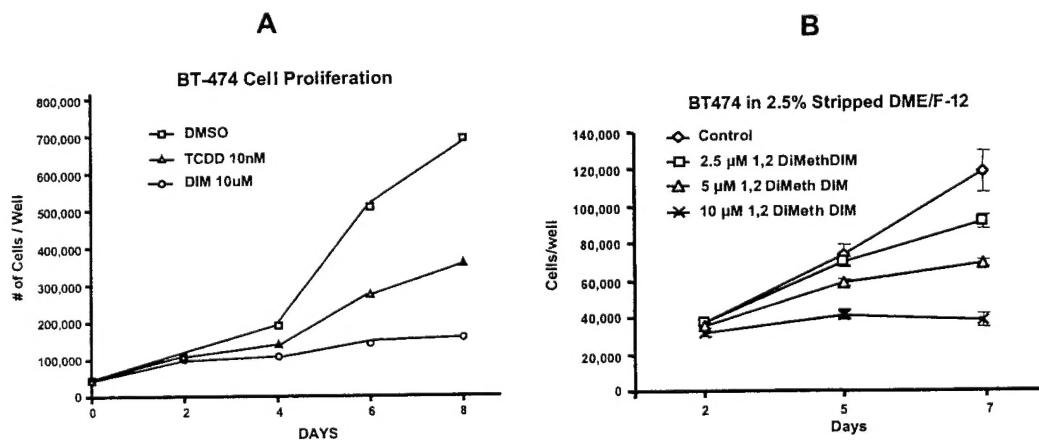 A
BT-474 Cell Proliferation
800,000
700,000
600,000
500,000
400,000
300,000
200,000
100,000
0
# of Cells / Well
DMSO
TCDD 10nM
DIM 10uM
0 2 4 6 8
DAYS
B
BT474 in 2.5% Stripped DME/F-12
140,000
120,000
100,000
80,000
60,000
40,000
20,000
0
Cells/well
Control
2.5 µM 1,2 DiMethDIM
5 µM 1,2 DiMeth DIM
10 µM 1,2 DiMeth DIM
2 5 7
Days